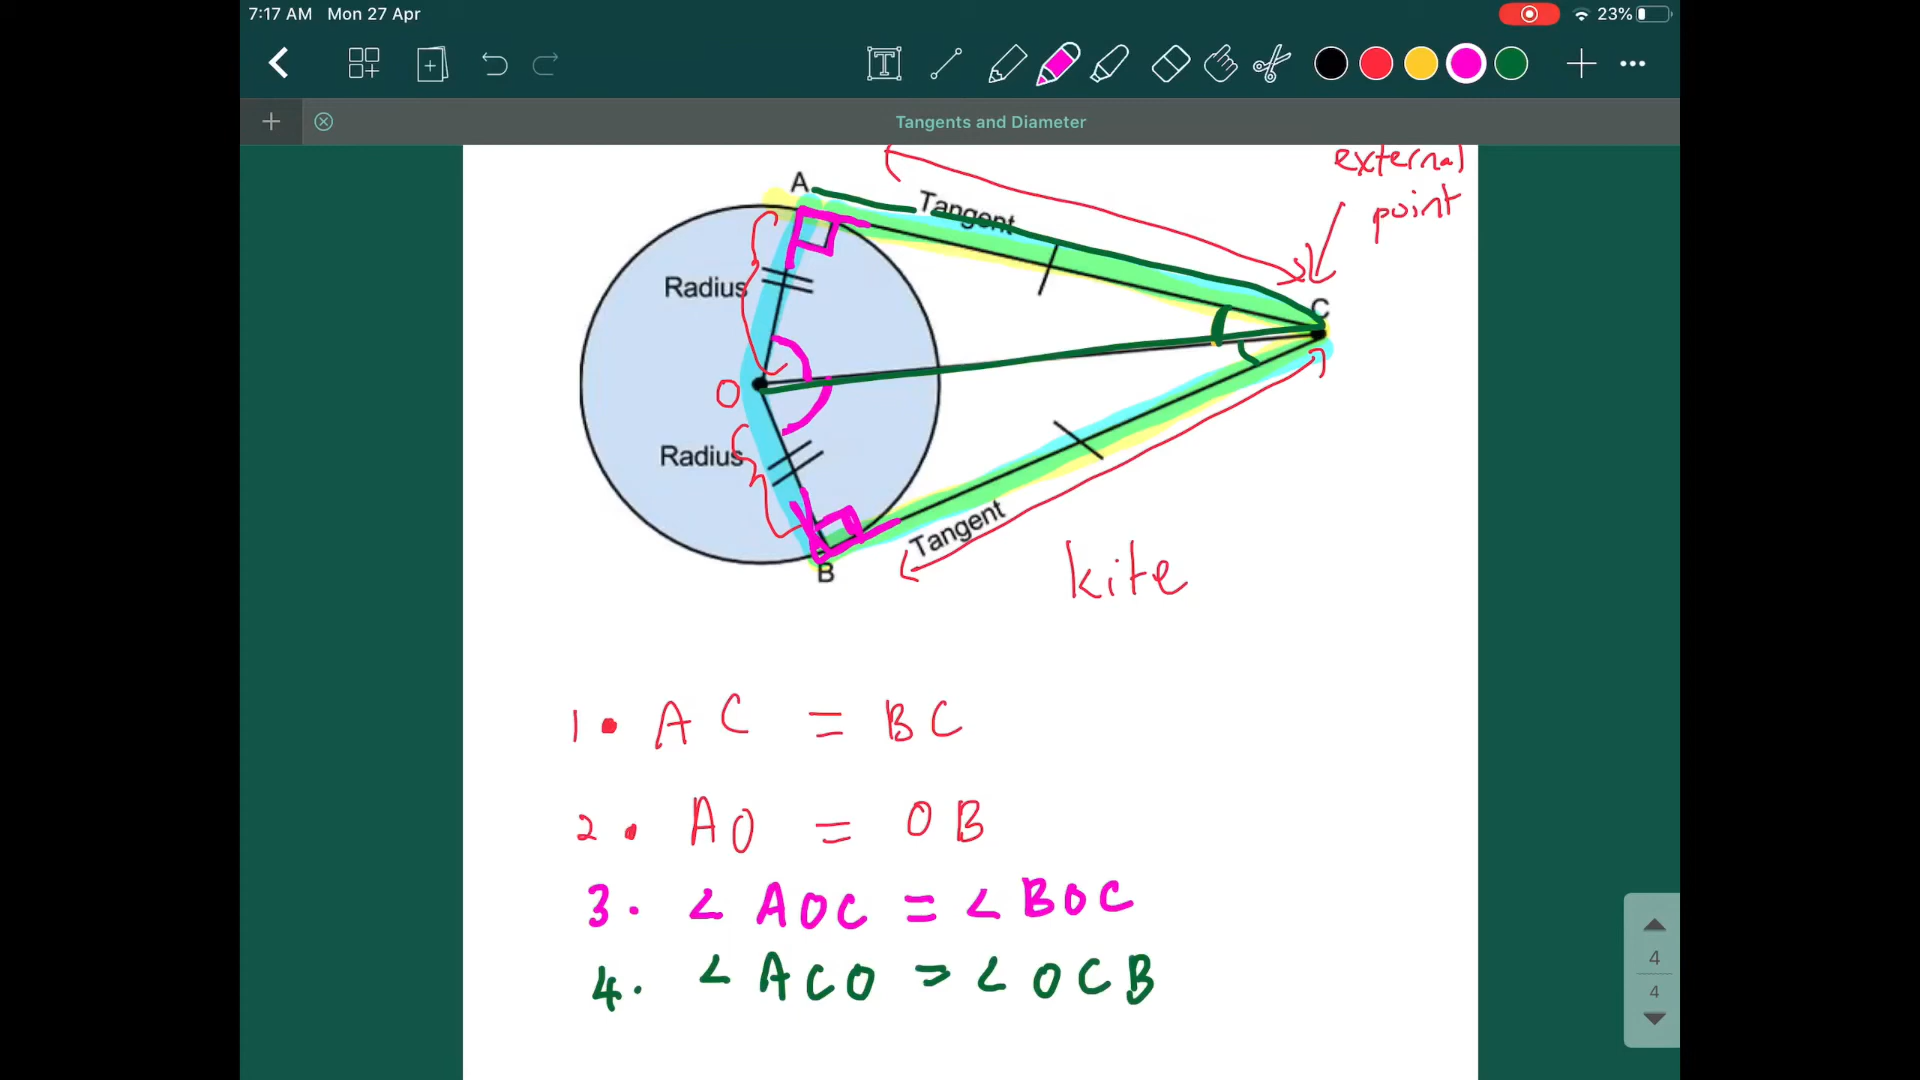 7:17 AM Mon 27 Apr
23%
T
Tangents and Diameter
external
point
A
Tangent
C
Radius
O
Radius
Tangent
B
kite
1. AC = BC
2. AO = OB
3. < AOC = < BOC
4. < ACO = < OCB
4
4